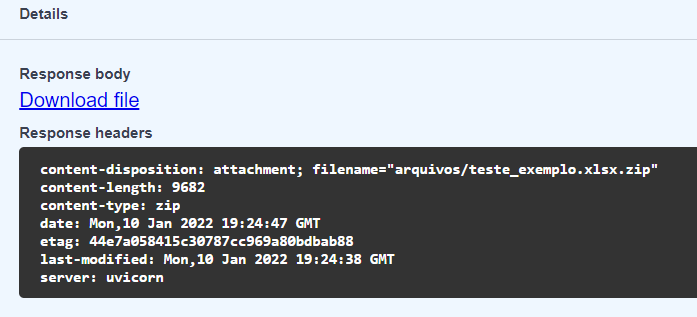 Details
Response body
Download file
Response headers
content-disposition: attachment; filename="arquivos/teste_exemplo.xlsx.zip"
content-length: 9682
content-type: zip
date: Mon,10 Jan 2022 19:24:47 GMT
etag: 44e7a058415c30787cc969a80bdbab88
last-modified: Mon,10 Jan 2022 19:24:38 GMT
server: uvicorn